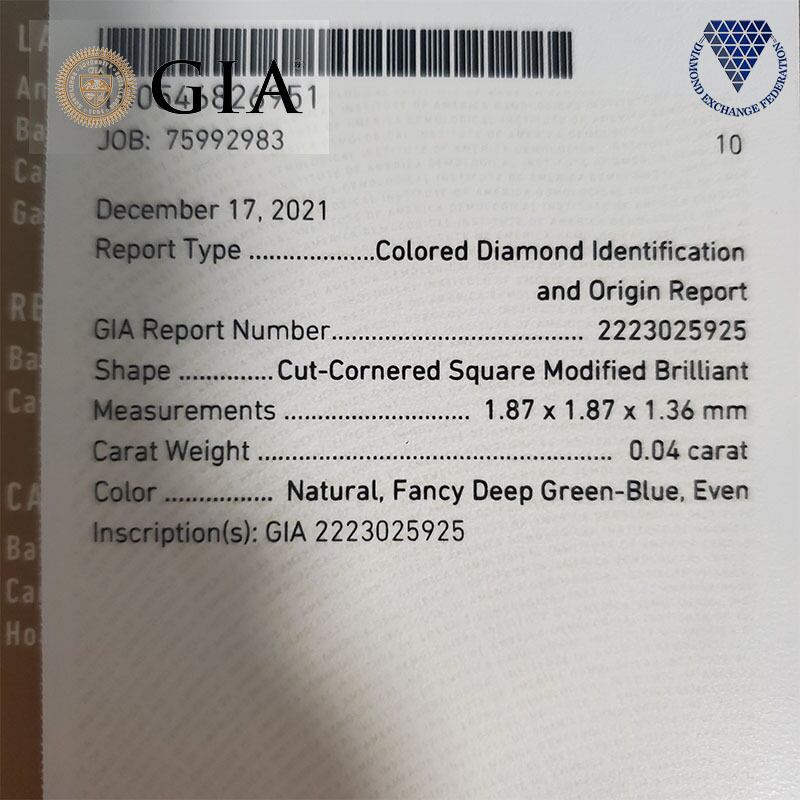 GIA
JOB: 75992983
10
December 17, 2021
Report Type ...................Colored Diamond Identification
and Origin Report
GIA Report Number...................................... 2223025925
Shape ..............Cut-Cornered Square Modified Brilliant
Measurements ............................ 1.87 x 1.87 x 1.36 mm
Carat Weight ..................................................... 0.04 carat
Color ................ Natural, Fancy Deep Green-Blue, Even
Inscription(s): GIA 2223025925
DIAMOND EXCHANGE FEDERATION